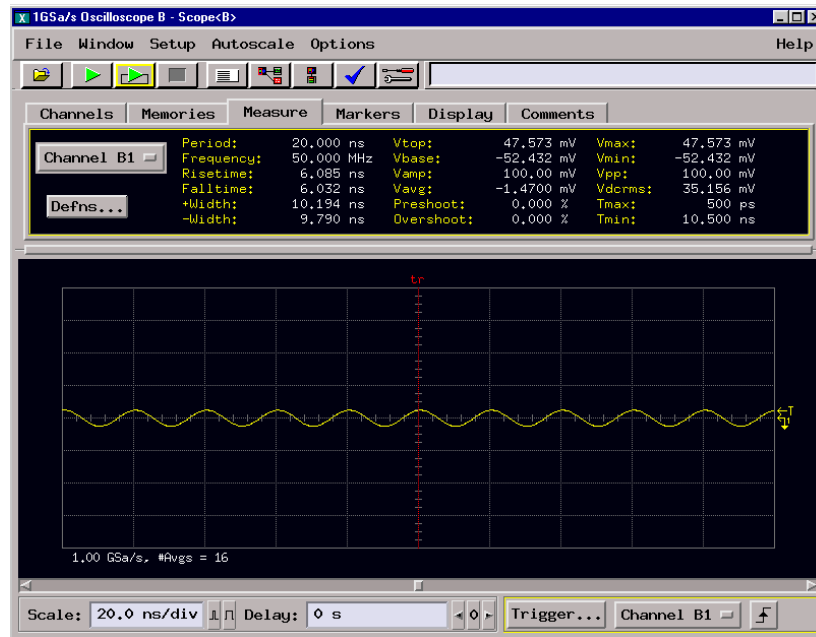 1GSa/s Oscilloscope B - Scope<B>
File Window Setup Autoscale Options Help
Channels Memories Measure Markers Display Comments
Channel B1
Defns...
Period: 20.000 ns Vtop: 47.573 mV Vmax: 47.573 mV
Frequency: 50.000 MHz Vbase: -52.432 mV Vmin: -52.432 mV
Risetime: 6.085 ns Vamp: 100.00 mV Vpp: 100.00 mV
Falltime: 6.032 ns Vavg: -1.4700 mV Vdcrms: 35.156 mV
+Width: 10.194 ns Preshoot: 0.000 % Tmax: 500 ps
-Width: 9.790 ns Overshoot: 0.000 % Tmin: 10.500 ns
tr
T
1.00 GSa/s, #Avgs = 16
Scale: 20.0 ns/div Delay: 0 s 0 Trigger... Channel B1